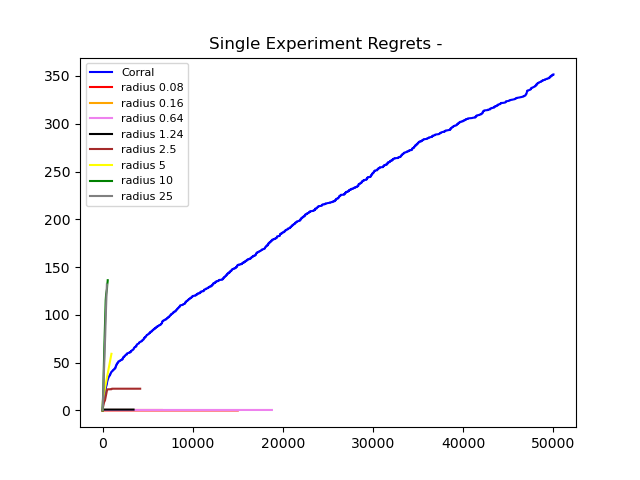 Single Experiment Regrets -
350
300
250
200
150
100
50
0
Corral
radius 0.08
radius 0.16
radius 0.64
radius 1.24
radius 2.5
radius 5
radius 10
radius 25
0 10000 20000 30000 40000 50000